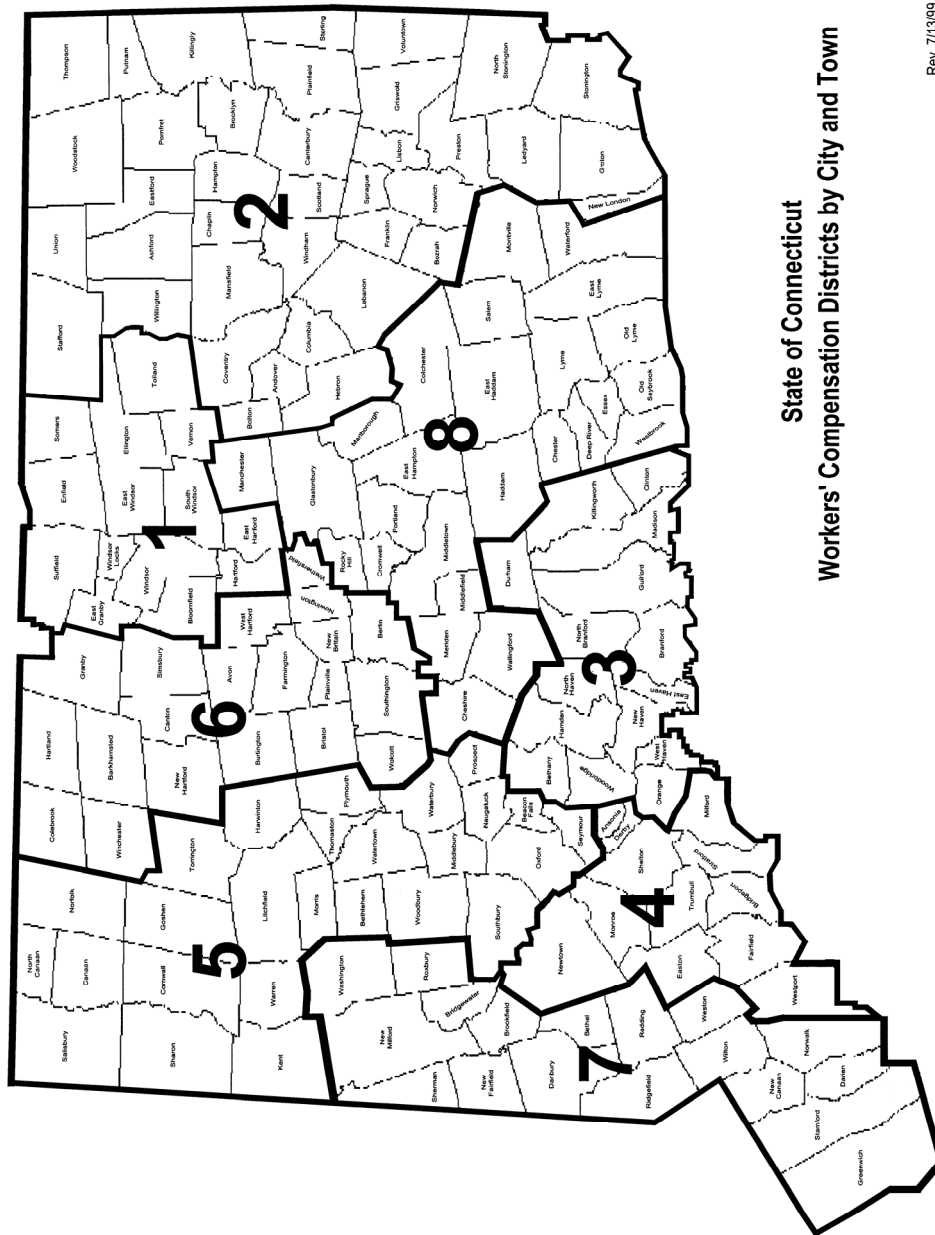 Thompson
Putnam
Killingly
Sterling
Woodstock
Pomfret
Brooklyn
Plainfield
Voluntown
North
Stonington
Stonington
Union
Eastford
Hampton
Canterbury
Griswold
Lisbon
Preston
Ledyard
Groton
Ashford
Chaplin
2
Scotland
Sprague
Norwich
New London
Stafford
Willington
Mansfield
Windham
Franklin
Bozrah
Montville
Waterford
Tolland
Coventry
Columbia
Lebanon
Salem
East
Lyme
Andover
Hebron
Colchester
East
Haddam
Lyme
Old
Lyme
Somers
Ellington
Vernon
Bolton
Marlborough
8
Chester
Deep River
Essex
Old
Saybrook
Westbrook
Enfield
East
Windsor
South
Windsor
Manchester
Glastonbury
East
Hampton
Haddam
Killingworth
Clinton
Suffield
Windsor
Locks
1
East
Hartford
Portland
Middletown
Madison
East
Granby
Windsor
Bloomfield
Hartford
Wethersfield
Rocky
Hill
Cromwell
Middlefield
Durham
Guilford
Granby
Simsbury
West
Hartford
Avon
Newington
New
Britain
Berlin
Meriden
Wallingford
North
Branford
Branford
Hartland
Barkhamsted
Canton
New
Hartford
6
Farmington
Plainville
Southington
Cheshire
North
Haven
3
East Haven
Burlington
Bristol
Wolcott
Prospect
Hamden
New
Haven
Bethany
Woodbridge
West
Haven
Orange
Colebrook
Winchester
Torrington
Harwinton
Plymouth
Thomaston
Waterbury
Watertown
Naugatuck
Beacon
Falls
Middlebury
Oxford
Seymour
Ansonia
Derby
Milford
Norfolk
Goshen
Litchfield
Morris
Bethlehem
Woodbury
Southbury
Shelton
Stratford
North
Canaan
Canaan
Cornwall
5
Warren
Washington
Roxbury
Newtown
Monroe
4
Trumbull
Bridgeport
Salisbury
Sharon
Kent
New
Milford
Bridgewater
Brookfield
Easton
Fairfield
Sherman
New
Fairfield
Danbury
Bethel
7
Redding
Weston
Westport
Ridgefield
Wilton
Norwalk
New
Canaan
Darien
Stamford
Greenwich
State of Connecticut
Workers' Compensation Districts by City and Town
Rev. 7/13/99